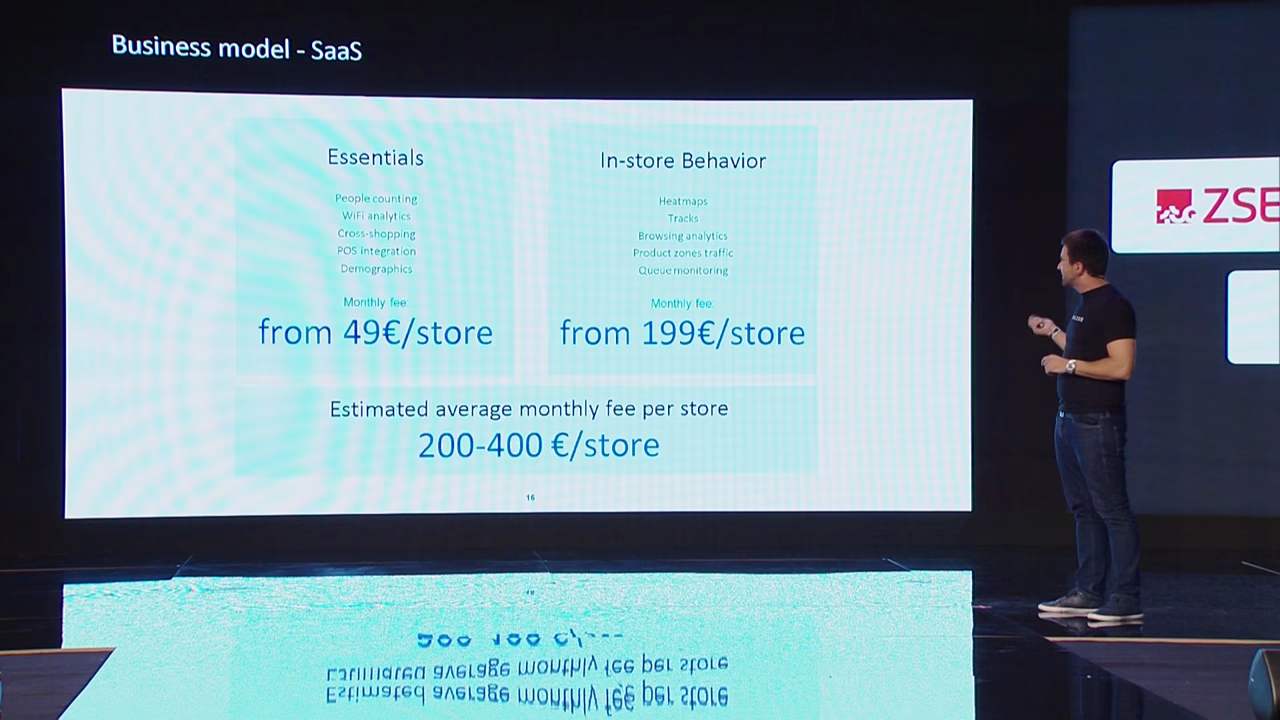 Business model - SaaS
Essentials
People counting
WiFi analytics
Cross-shopping
POS integration
Demographics
Monthly fee:
from 49€/store
In-store Behavior
Heatmaps
Tracks
Browsing analytics
Product zones traffic
Queue monitoring
Monthly fee:
from 199€/store
Estimated average monthly fee per store
200-400 €/store
16
ZSE